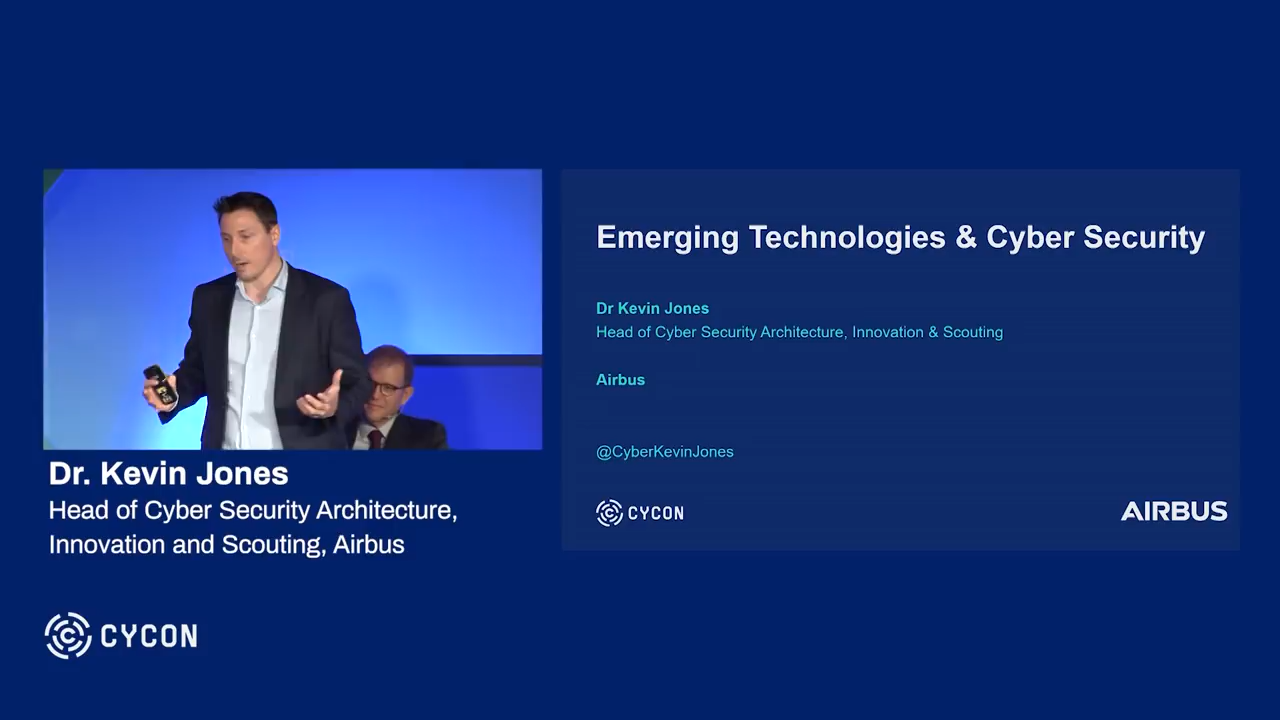 Emerging Technologies & Cyber Security
Dr Kevin Jones
Head of Cyber Security Architecture, Innovation & Scouting
Airbus
@CyberKevinJones
CYCON
AIRBUS
Dr. Kevin Jones
Head of Cyber Security Architecture,
Innovation and Scouting, Airbus
CYCON